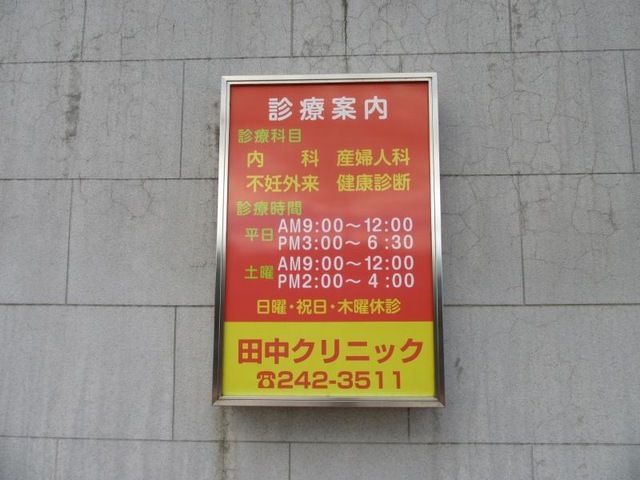 診療案内
診療科目
内　科　産婦人科
不妊外来　健康診断
診療時間
平日 AM9:00～12:00
PM3:00～ 6:30
土曜 AM9:00～12:00
PM2:00～ 4:00
日曜・祝日・木曜休診
田中クリニック
☎242-3511